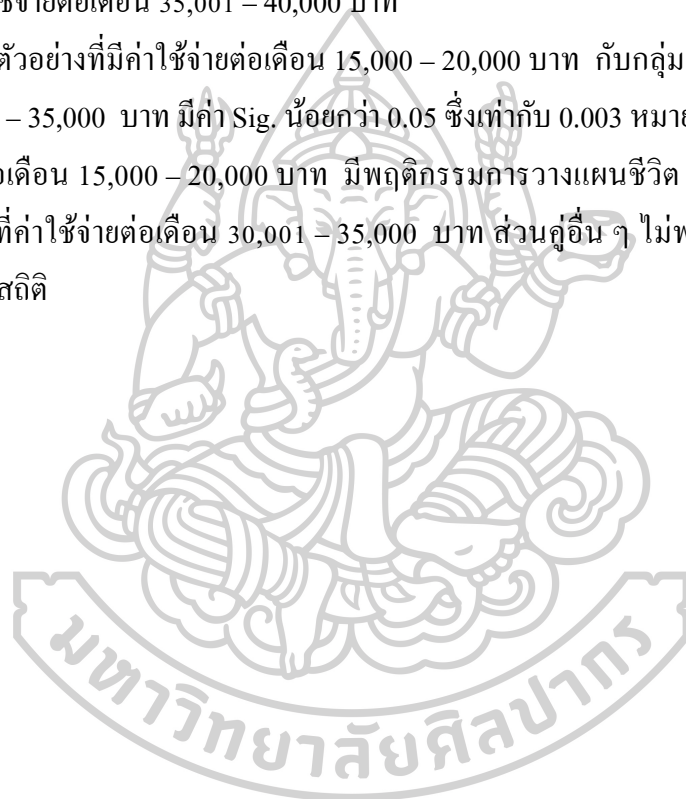 ใช้จ่ายต่อเดือน 35,001 – 40,000 บาท
ตัวอย่างที่มีค่าใช้จ่ายต่อเดือน 15,000 – 20,000 บาท กับกลุ่ม
– 35,000 บาท มีค่า Sig. น้อยกว่า 0.05 ซึ่งเท่ากับ 0.003 หมาย
อเดือน 15,000 – 20,000 บาท มีพฤติกรรมการวางแผนชีวิต
ที่ค่าใช้จ่ายต่อเดือน 30,001 – 35,000 บาท ส่วนคู่อื่น ๆ ไม่พ
สถิติ
มหาวิทยาลัยศิลปากร